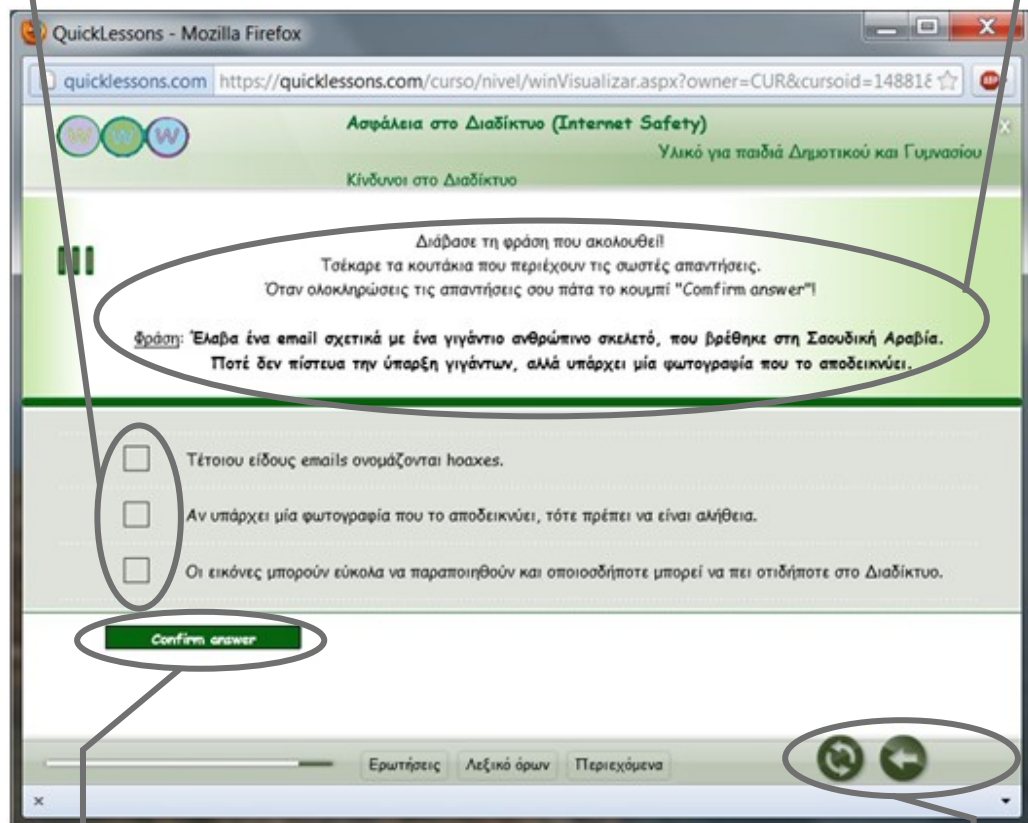 QuickLessons - Mozilla Firefox
quicklessons.com https://quicklessons.com/curso/nivel/winVisualizar.aspx?owner=CUR&cursoid=148818
ABP
W W W
Ασφάλεια στο Διαδίκτυο (Internet Safety)
Υλικό για παιδιά Δημοτικού και Γυμνασίου
Κίνδυνοι στο Διαδίκτυο
Διάβασε τη φράση που ακολουθεί!
Τσέκαρε τα κουτάκια που περιέχουν τις σωστές απαντήσεις.
Όταν ολοκληρώσεις τις απαντήσεις σου πάτα το κουμπί "Comfirm answer"!
Φράση: Έλαβα ένα email σχετικά με ένα γιγάντιο ανθρώπινο σκελετό, που βρέθηκε στη Σαουδική Αραβία.
Ποτέ δεν πίστευα την ύπαρξη γιγάντων, αλλά υπάρχει μία φωτογραφία που το αποδεικνύει.
Τέτοιου είδους emails ονομάζονται hoaxes.
Αν υπάρχει μία φωτογραφία που το αποδεικνύει, τότε πρέπει να είναι αλήθεια.
Οι εικόνες μπορούν εύκολα να παραποιηθούν και οποιοσδήποτε μπορεί να πει οτιδήποτε στο Διαδίκτυο.
Confirm answer
Ερωτήσεις Λεξικό όρων Περιεχόμενα